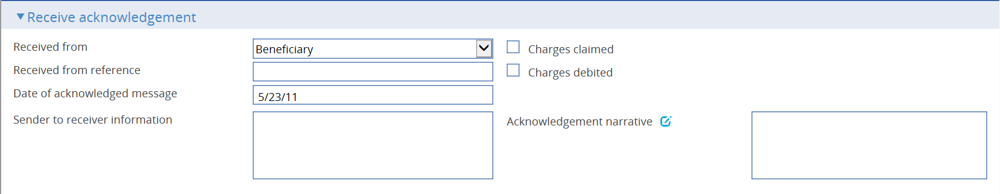 Receive acknowledgement
Received from
Beneficiary
Charges claimed
Received from reference
Charges debited
Date of acknowledged message
5/23/11
Sender to receiver information
Acknowledgement narrative